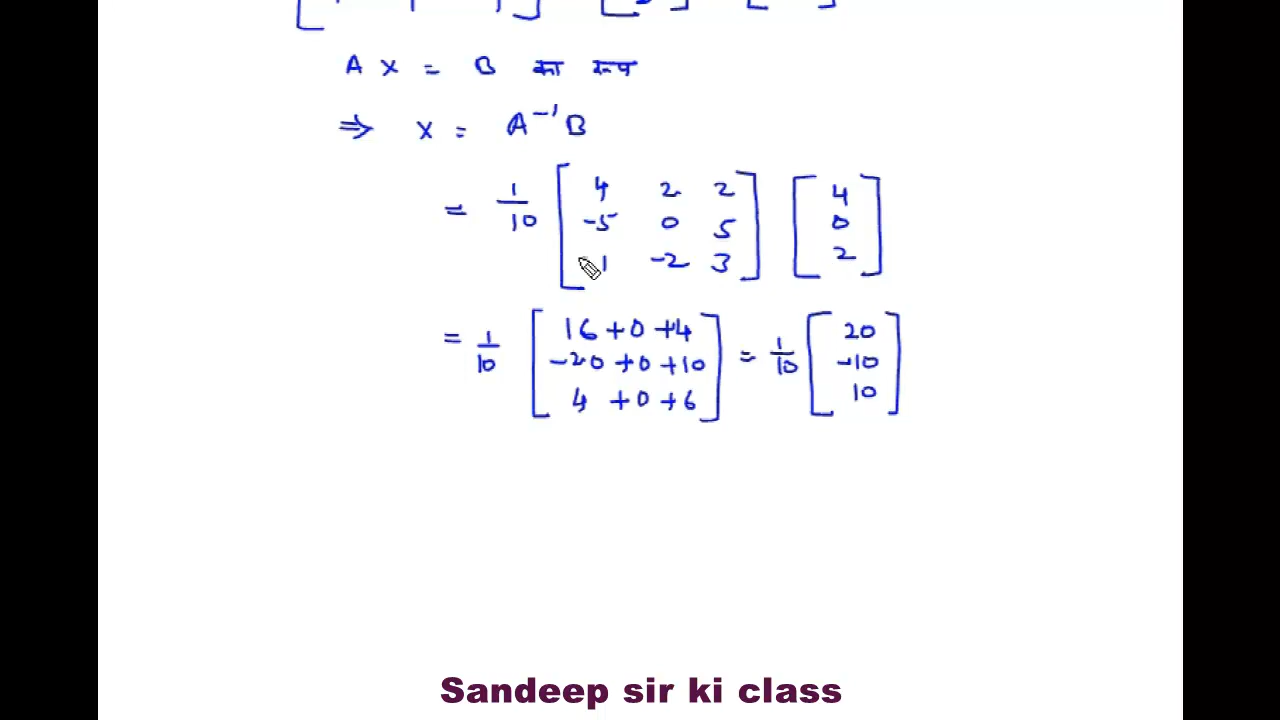 A X = B का रूप
⇒ X = A⁻¹B
= 1/10 [4 2 2
-5 0 5
1 -2 3] [4
0
2]
= 1/10 [16 + 0 + 4
-20 + 0 + 10
4 + 0 + 6] = 1/10 [20
-10
10]
Sandeep sir ki class